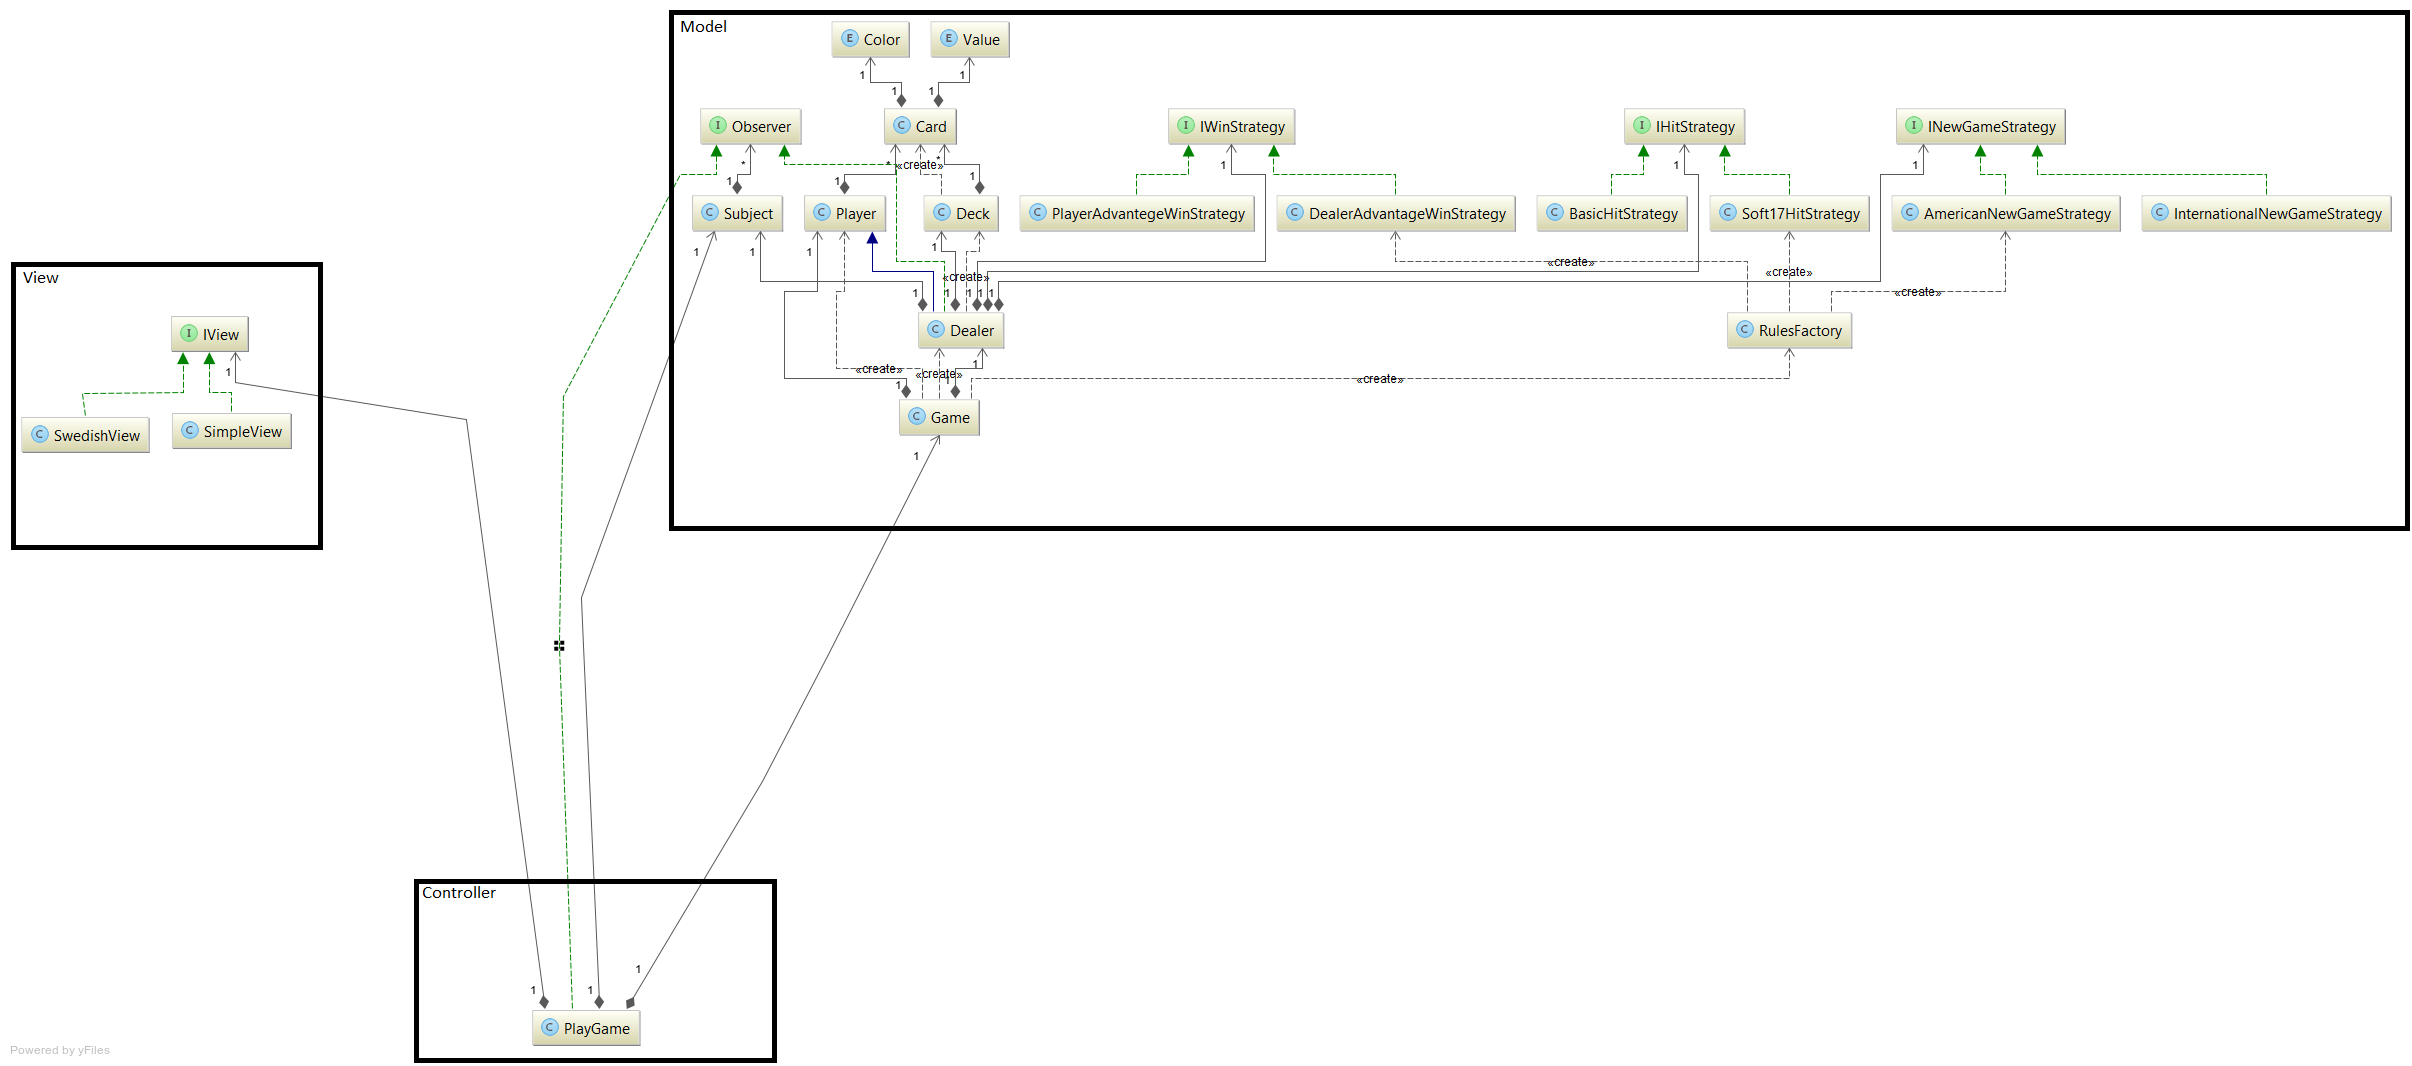 Model
E Color
E Value
1
1
1
1
I Observer
C Card
I IWinStrategy
I IHitStrategy
I INewGameStrategy
*
*
«create»
*
1
1
1
1
1
1
C Subject
C Player
C Deck
C PlayerAdvantegeWinStrategy
C DealerAdvantageWinStrategy
C BasicHitStrategy
C Soft17HitStrategy
C AmericanNewGameStrategy
C InternationalNewGameStrategy
1
1
1
1
«create»
«create»
«create»
«create»
1
1
1
1
1
C Dealer
C RulesFactory
«create»
«create»
1
«create»
1
1
C Game
1
View
I IView
1
C SwedishView
C SimpleView
Controller
1
1
1
C PlayGame
Powered by yFiles